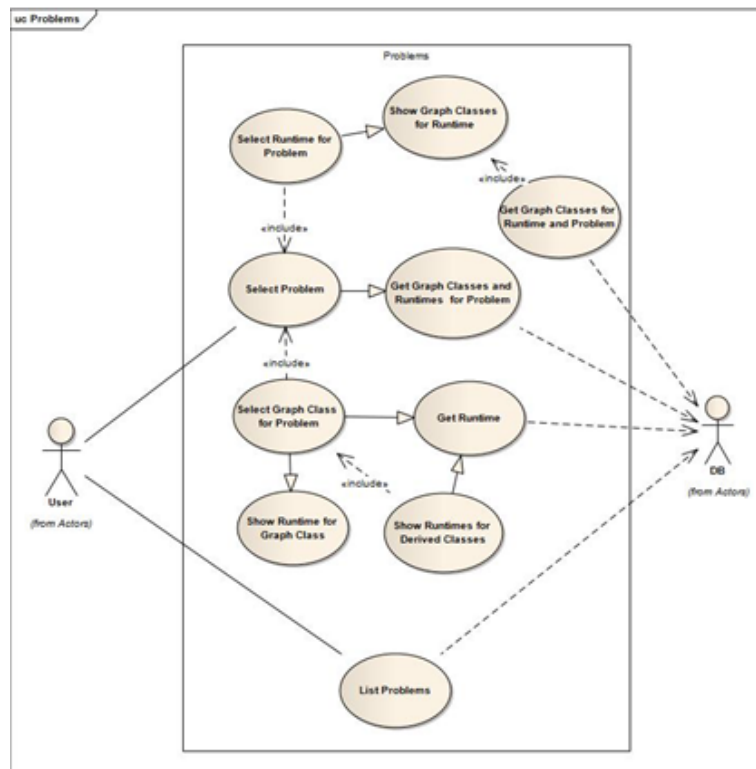 uc Problems
Problems
Show Graph Classes
for Runtime
Select Runtime for
Problem
«include»
Get Graph Classes for
Runtime and Problem
«include»
Select Problem
Get Graph Classes and
Runtimes for Problem
«include»
Select Graph Class
for Problem
Get Runtime
User
(from Actors)
DB
(from Actors)
«include»
Show Runtime for
Graph Class
Show Runtimes for
Derived Classes
List Problems